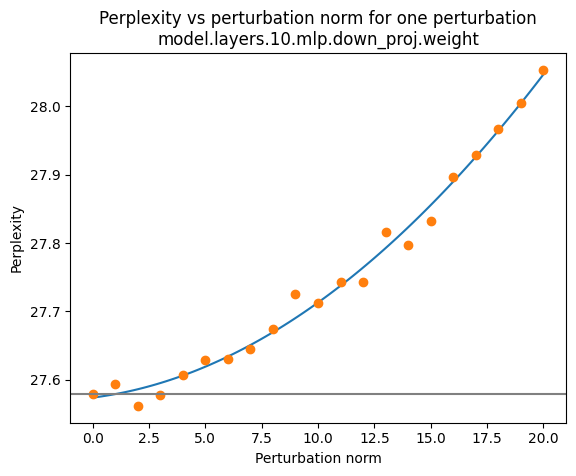 Perplexity vs perturbation norm for one perturbation
model.layers.10.mlp.down_proj.weight
Perplexity
28.0
27.9
27.8
27.7
27.6
0.0 2.5 5.0 7.5 10.0 12.5 15.0 17.5 20.0
Perturbation norm